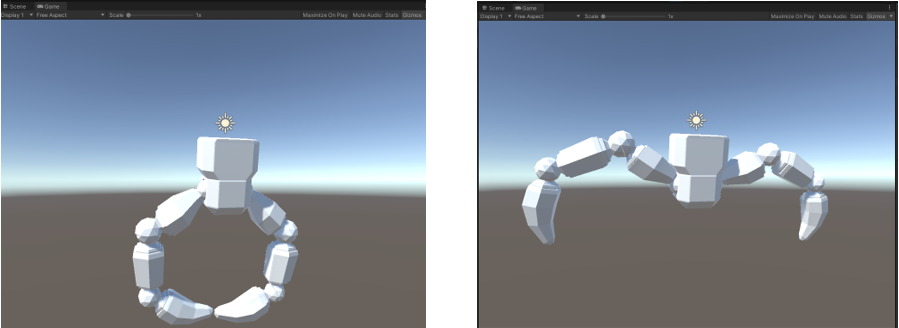 Scene Game
Display 1 Free Aspect Scale 1x Maximize On Play Mute Audio Stats Gizmos
Scene Game
Display 1 Free Aspect Scale 1x Maximize On Play Mute Audio Stats Gizmos